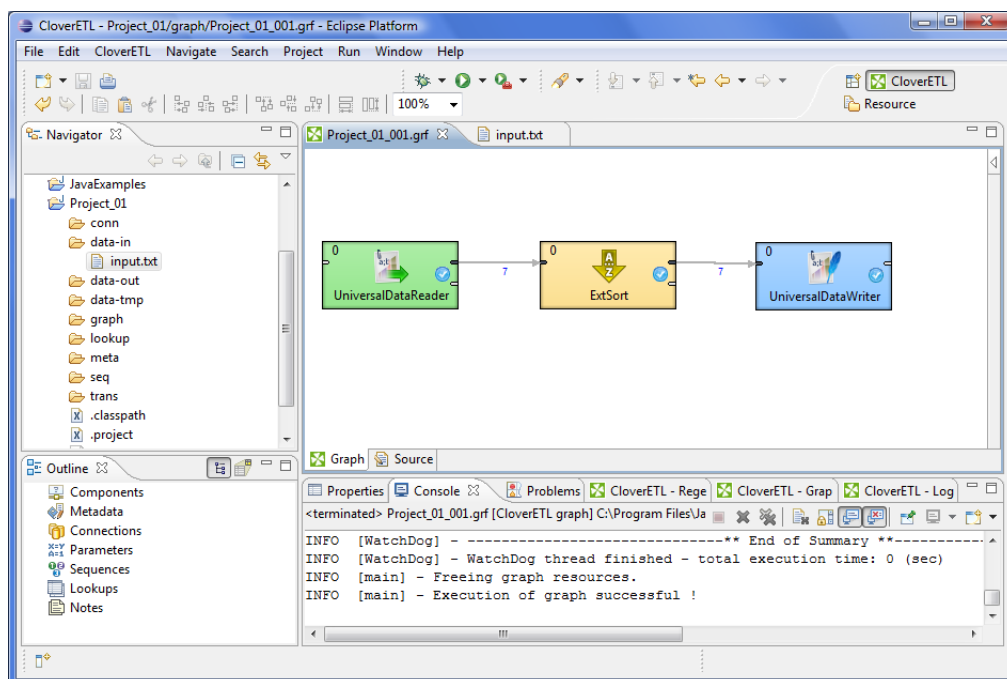 CloverETL - Project_01/graph/Project_01_001.grf - Eclipse Platform
File Edit CloverETL Navigate Search Project Run Window Help
CloverETL
100%
Resource
Navigator
Project_01_001.grf
input.txt
JavaExamples
Project_01
conn
data-in
input.txt
data-out
data-tmp
graph
lookup
meta
seq
trans
.classpath
.project
0
UniversalDataReader
7
0
ExtSort
7
0
UniversalDataWriter
Graph Source
Outline
Components
Metadata
Connections
Parameters
Sequences
Lookups
Notes
Properties Console Problems CloverETL - Rege CloverETL - Grap CloverETL - Log
<terminated> Project_01_001.grf [CloverETL graph] C:\Program Files\Ja
INFO [WatchDog] - ----------------------------------** End of Summary **------------
INFO [WatchDog] - WatchDog thread finished - total execution time: 0 (sec)
INFO [main] - Freeing graph resources.
INFO [main] - Execution of graph successful !